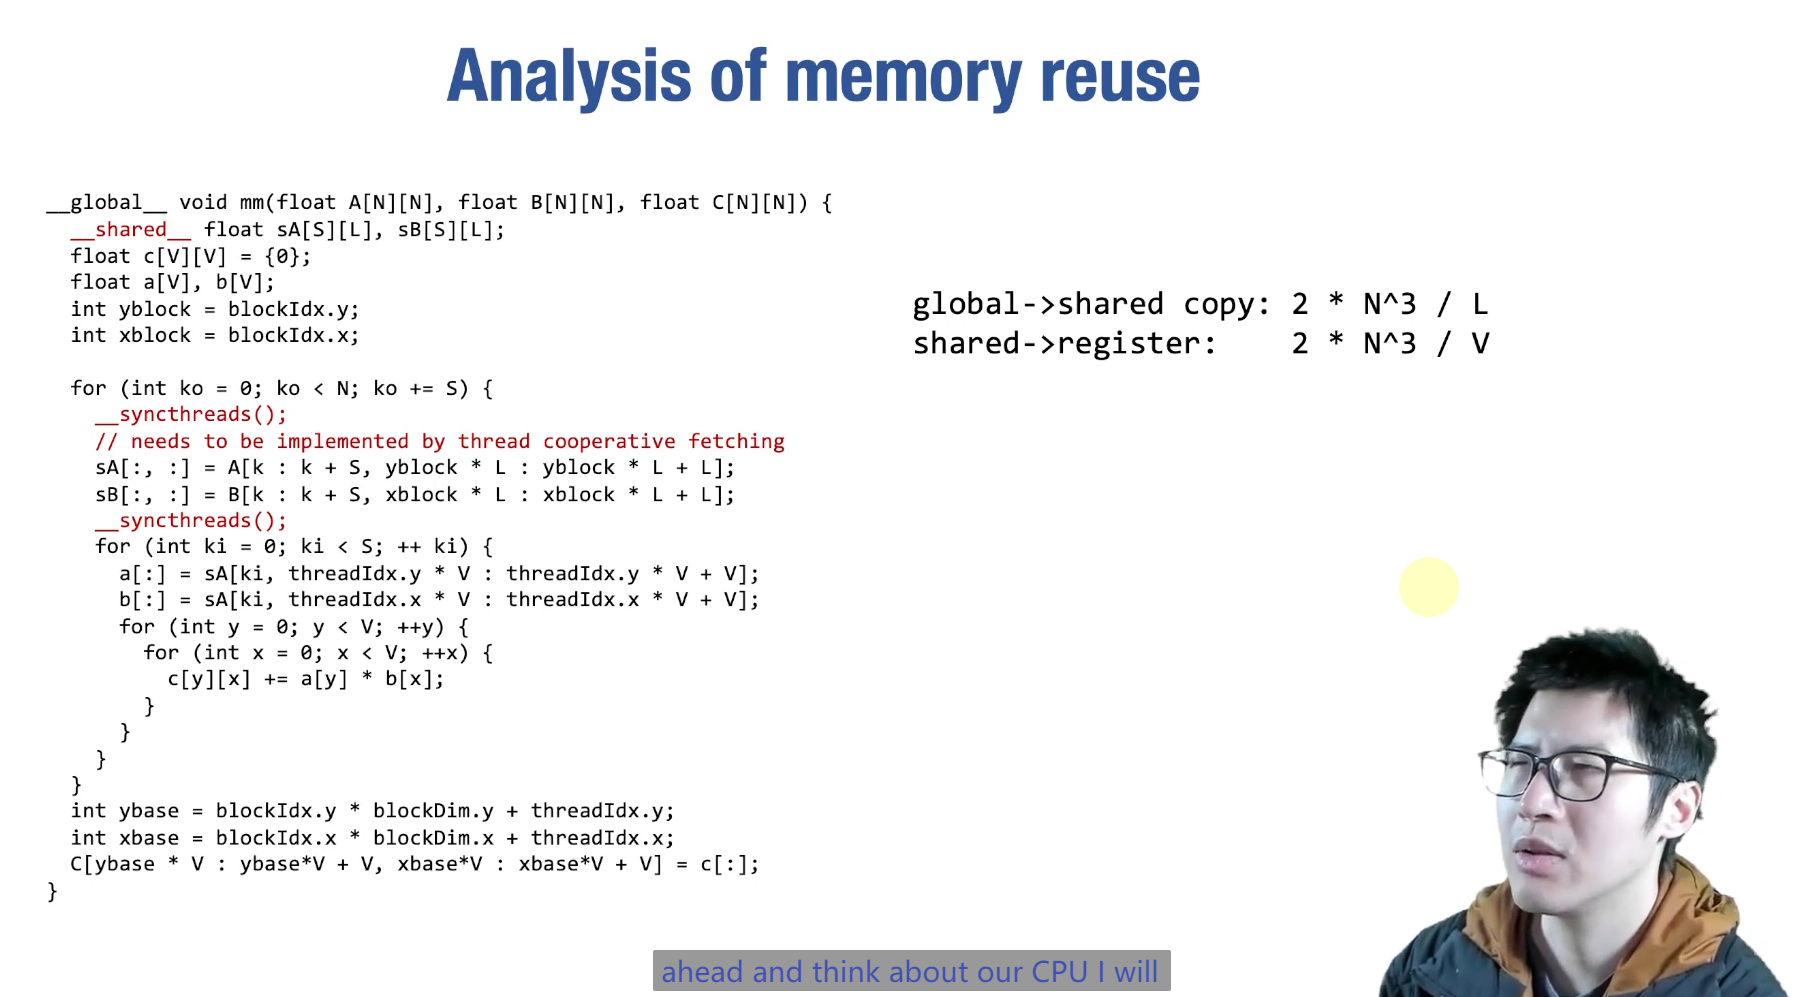 Analysis of memory reuse
__global__ void mm(float A[N][N], float B[N][N], float C[N][N]) {
__shared__ float sA[S][L], sB[S][L];
float c[V][V] = {0};
float a[V], b[V];
int yblock = blockIdx.y;
int xblock = blockIdx.x;
for (int ko = 0; ko < N; ko += S) {
__syncthreads();
// needs to be implemented by thread cooperative fetching
sA[:, :] = A[k : k + S, yblock * L : yblock * L + L];
sB[:, :] = B[k : k + S, xblock * L : xblock * L + L];
__syncthreads();
for (int ki = 0; ki < S; ++ ki) {
a[:] = sA[ki, threadIdx.y * V : threadIdx.y * V + V];
b[:] = sA[ki, threadIdx.x * V : threadIdx.x * V + V];
for (int y = 0; y < V; ++y) {
for (int x = 0; x < V; ++x) {
c[y][x] += a[y] * b[x];
}
}
}
}
int ybase = blockIdx.y * blockDim.y + threadIdx.y;
int xbase = blockIdx.x * blockDim.x + threadIdx.x;
C[ybase * V : ybase*V + V, xbase*V : xbase*V + V] = c[:];
}
global->shared copy: 2 * N^3 / L
shared->register: 2 * N^3 / V
ahead and think about our CPU I will